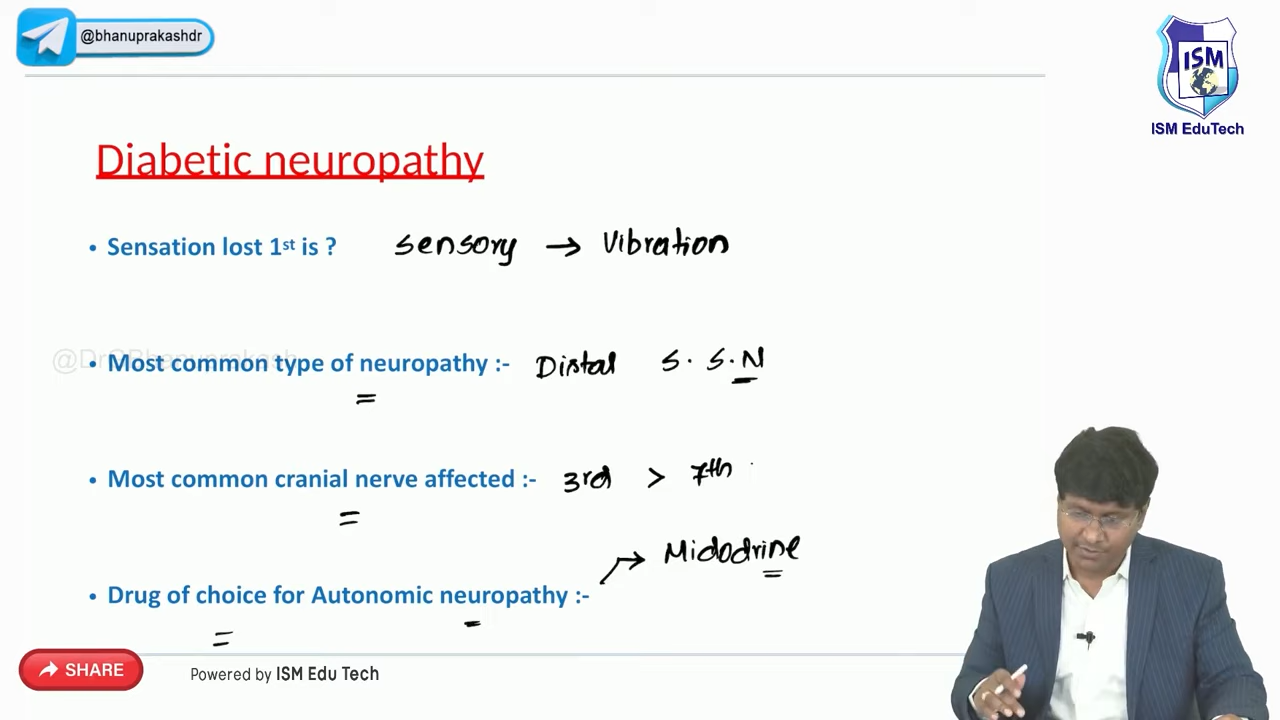 @bhanuprakashdr
ISM
ISM EduTech
Diabetic neuropathy
• Sensation lost 1st is ? sensory → Vibration
• Most common type of neuropathy :- Distal S. S. N
• Most common cranial nerve affected :- 3rd > 7th
→ Midodrine
• Drug of choice for Autonomic neuropathy :-
SHARE
Powered by ISM Edu Tech